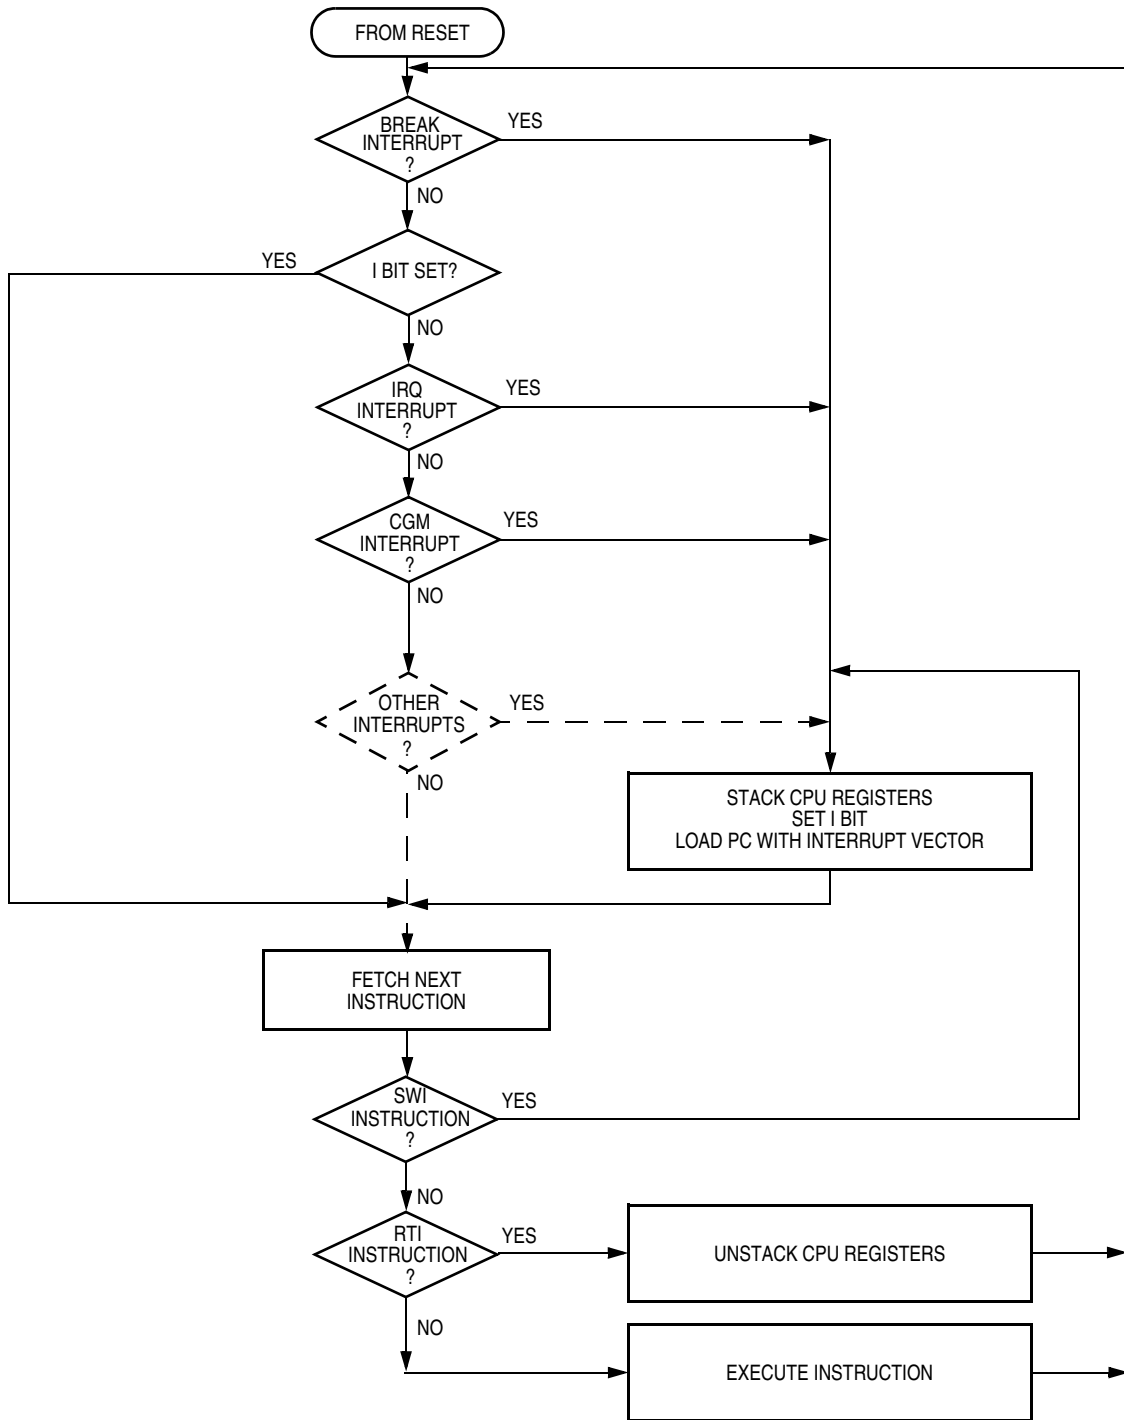 FROM RESET
BREAK
INTERRUPT
?
YES
NO
I BIT SET?
YES
NO
IRQ
INTERRUPT
?
YES
NO
CGM
INTERRUPT
?
YES
NO
OTHER
INTERRUPTS
?
YES
NO
STACK CPU REGISTERS
SET I BIT
LOAD PC WITH INTERRUPT VECTOR
FETCH NEXT
INSTRUCTION
SWI
INSTRUCTION
?
YES
NO
RTI
INSTRUCTION
?
YES
UNSTACK CPU REGISTERS
NO
EXECUTE INSTRUCTION